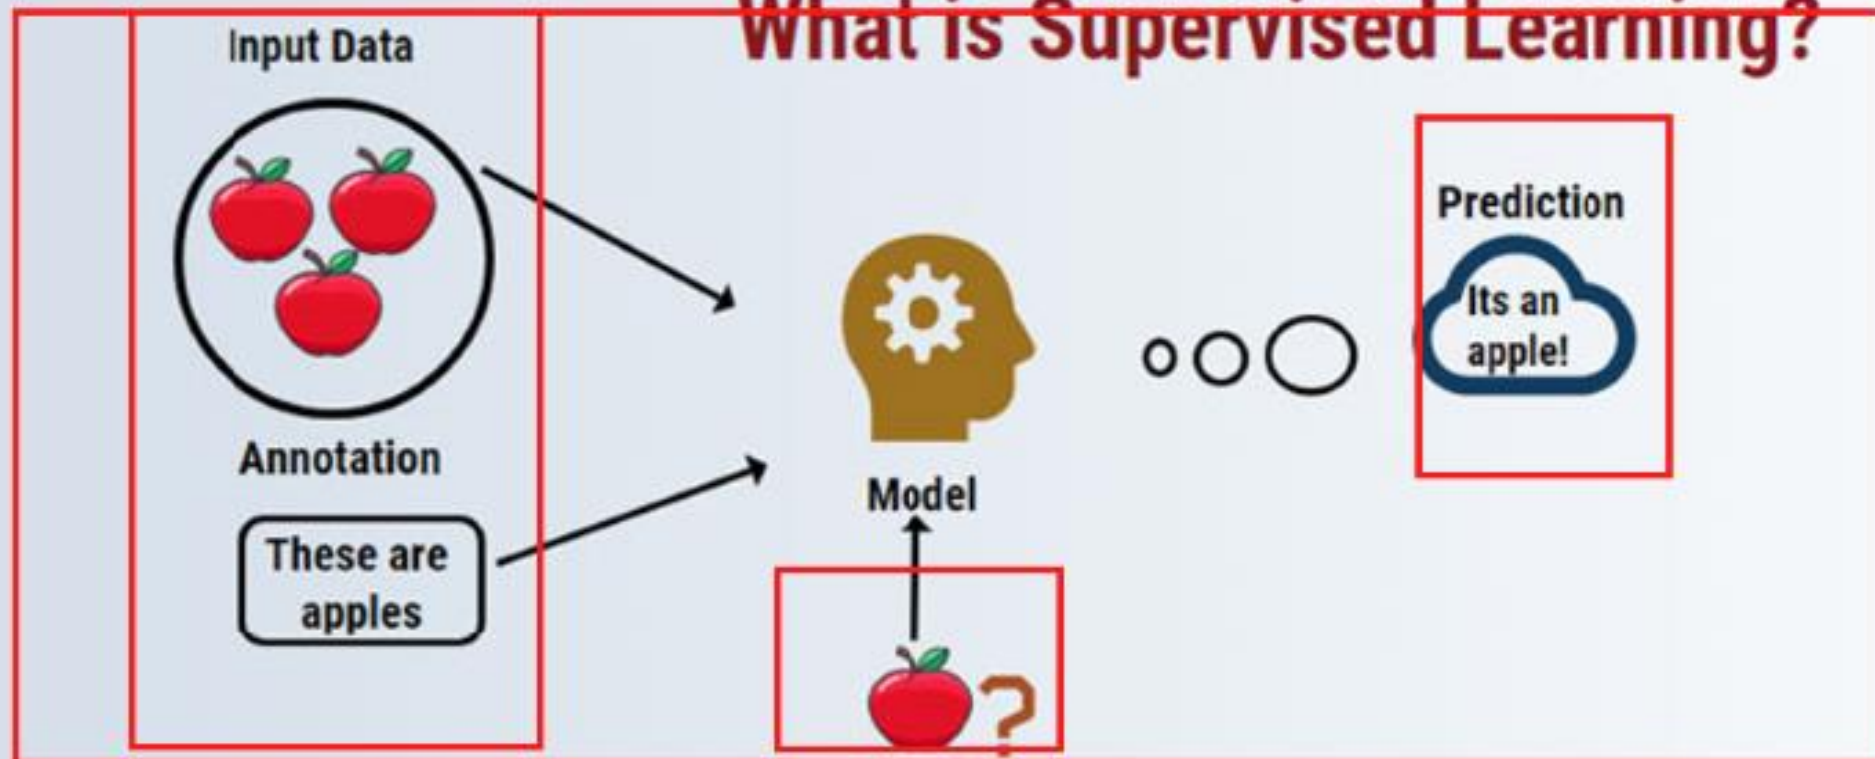 What is Supervised Learning?
Input Data
Annotation
These are
apples
Model
?
Prediction
Its an
apple!